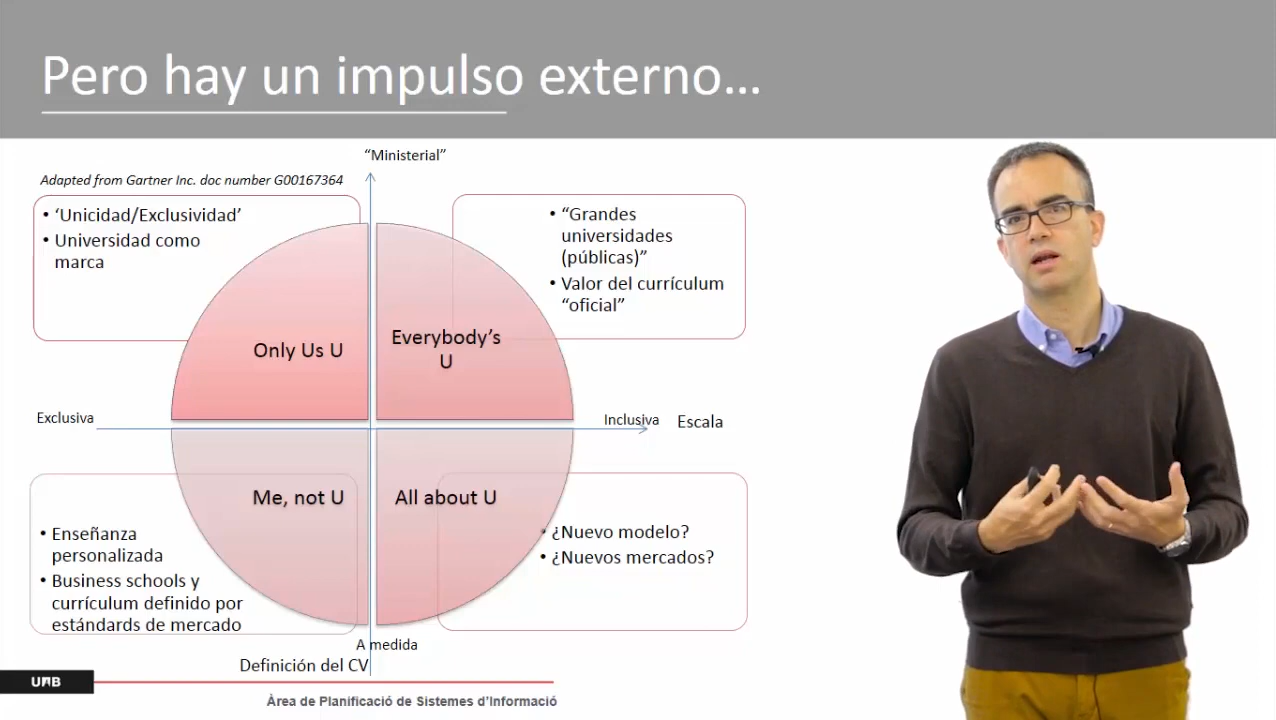 Pero hay un impulso externo...
“Ministerial”
Adapted from Gartner Inc. doc number G00167364
• ‘Unicidad/Exclusividad’
• Universidad como
marca
• “Grandes
universidades
(públicas)”
• Valor del currículum
“oficial”
Only Us U
Everybody’s
U
Exclusiva
Inclusiva
Escala
Me, not U
All about U
• Enseñanza
personalizada
• Business schools y
currículum definido por
estándards de mercado
• ¿Nuevo modelo?
• ¿Nuevos mercados?
A medida
Definición del CV
UAB
Àrea de Planificació de Sistemes d’Informació